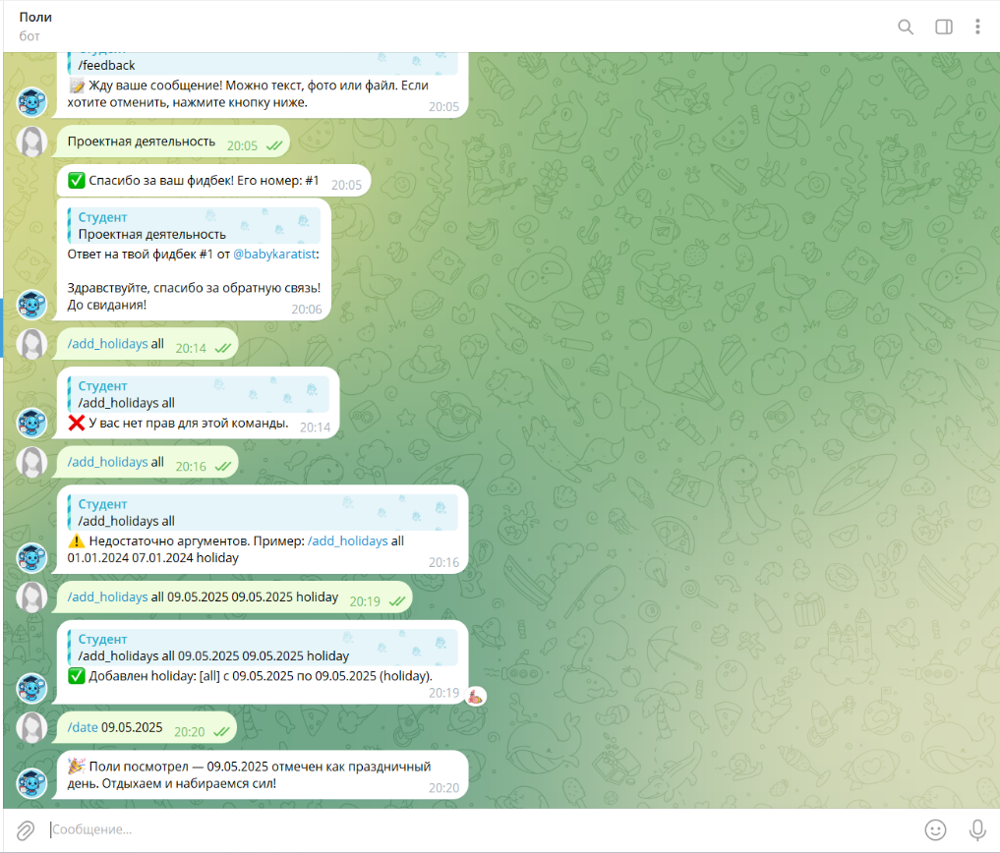 Поли
бот
Студент
/feedback
📝 Жду ваше сообщение! Можно текст, фото или файл. Если
хотите отменить, нажмите кнопку ниже.
20:05
Проектная деятельность 20:05
✅ Спасибо за ваш фидбек! Его номер: #1 20:05
Студент
Проектная деятельность
Ответ на твой фидбек #1 от @babykaratist:
Здравствуйте, спасибо за обратную связь!
До свидания!
20:06
/add_holidays all 20:14
Студент
/add_holidays all
❌ У вас нет прав для этой команды. 20:14
/add_holidays all 20:16
Студент
/add_holidays all
⚠️ Недостаточно аргументов. Пример: /add_holidays all
01.01.2024 07.01.2024 holiday
20:16
/add_holidays all 09.05.2025 09.05.2025 holiday 20:19
Студент
/add_holidays all 09.05.2025 09.05.2025 holiday
✅ Добавлен holiday: [all] с 09.05.2025 по 09.05.2025 (holiday).
20:19
/date 09.05.2025 20:20
🎉 Поли посмотрел — 09.05.2025 отмечен как праздничный
день. Отдыхаем и набираемся сил!
20:20
Сообщение...